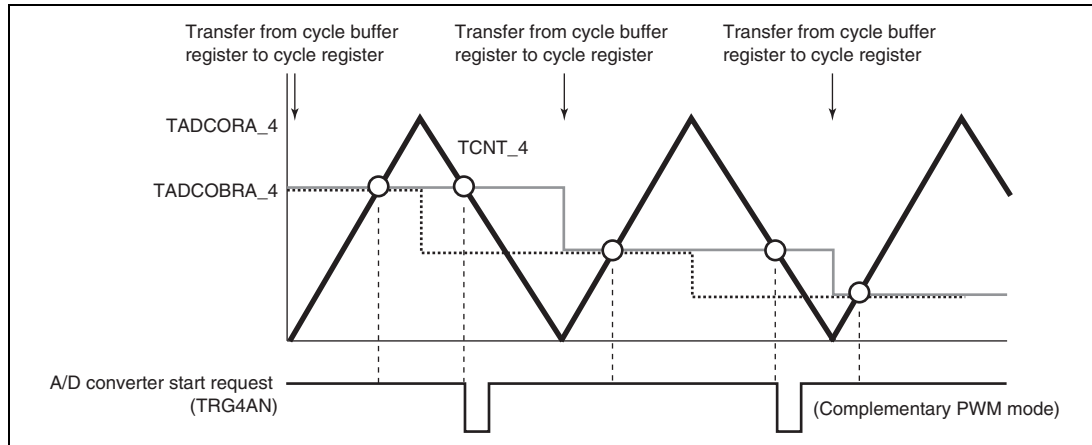 Transfer from cycle buffer
register to cycle register
Transfer from cycle buffer
register to cycle register
Transfer from cycle buffer
register to cycle register
TADCORA_4
TCNT_4
TADCOBRA_4
A/D converter start request
(TRG4AN)
(Complementary PWM mode)